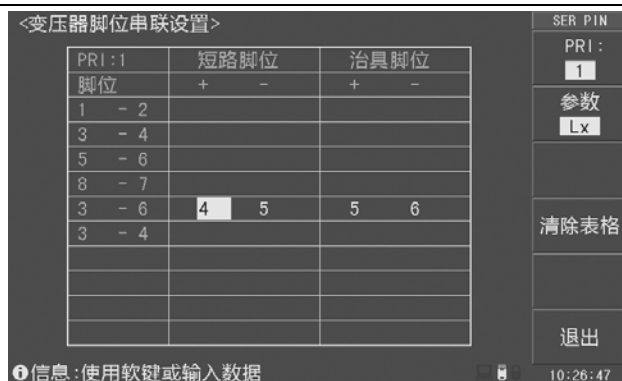 <变压器脚位串联设置>
SER PIN
PRI:1 短路脚位 治具脚位
脚位 + - + -
1 - 2
3 - 4
5 - 6
8 - 7
3 - 6 4 5 5 6
3 - 4
PRI:
1
参数
Lx
清除表格
退出
信息:使用软键或输入数据
10:26:47